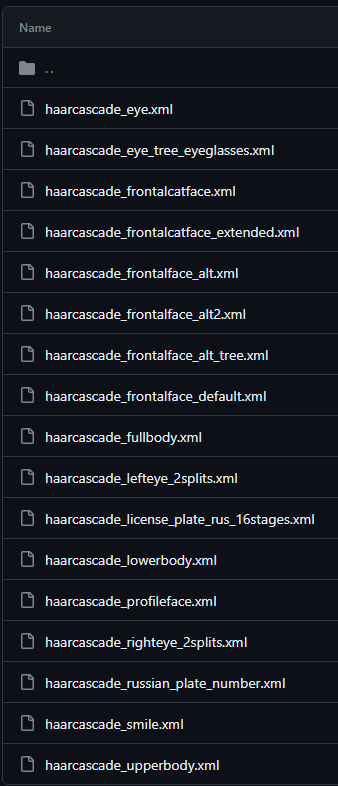 Name
..
haarcascade_eye.xml
haarcascade_eye_tree_eyeglasses.xml
haarcascade_frontalcatface.xml
haarcascade_frontalcatface_extended.xml
haarcascade_frontalface_alt.xml
haarcascade_frontalface_alt2.xml
haarcascade_frontalface_alt_tree.xml
haarcascade_frontalface_default.xml
haarcascade_fullbody.xml
haarcascade_lefteye_2splits.xml
haarcascade_license_plate_rus_16stages.xml
haarcascade_lowerbody.xml
haarcascade_profileface.xml
haarcascade_righteye_2splits.xml
haarcascade_russian_plate_number.xml
haarcascade_smile.xml
haarcascade_upperbody.xml